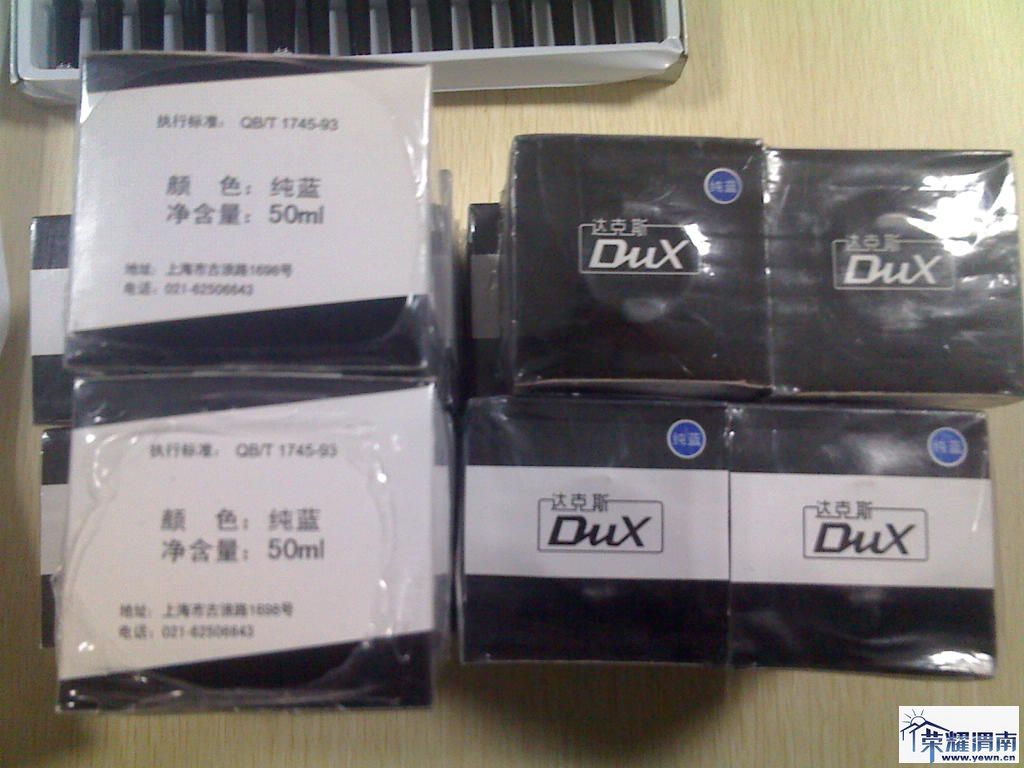 执行标准： QB/T 1745-93
颜 色：纯蓝
净含量：50ml
地址：上海市古浪路1698号
电话：021-62506643
纯蓝
达克斯
DuX
达克斯
DuX
执行标准： QB/T 1745-93
颜 色：纯蓝
净含量：50ml
地址：上海市古浪路1698号
电话：021-62506643
纯蓝
达克斯
DuX
纯蓝
达克斯
DuX
荣耀渭南
www.yewn.cn